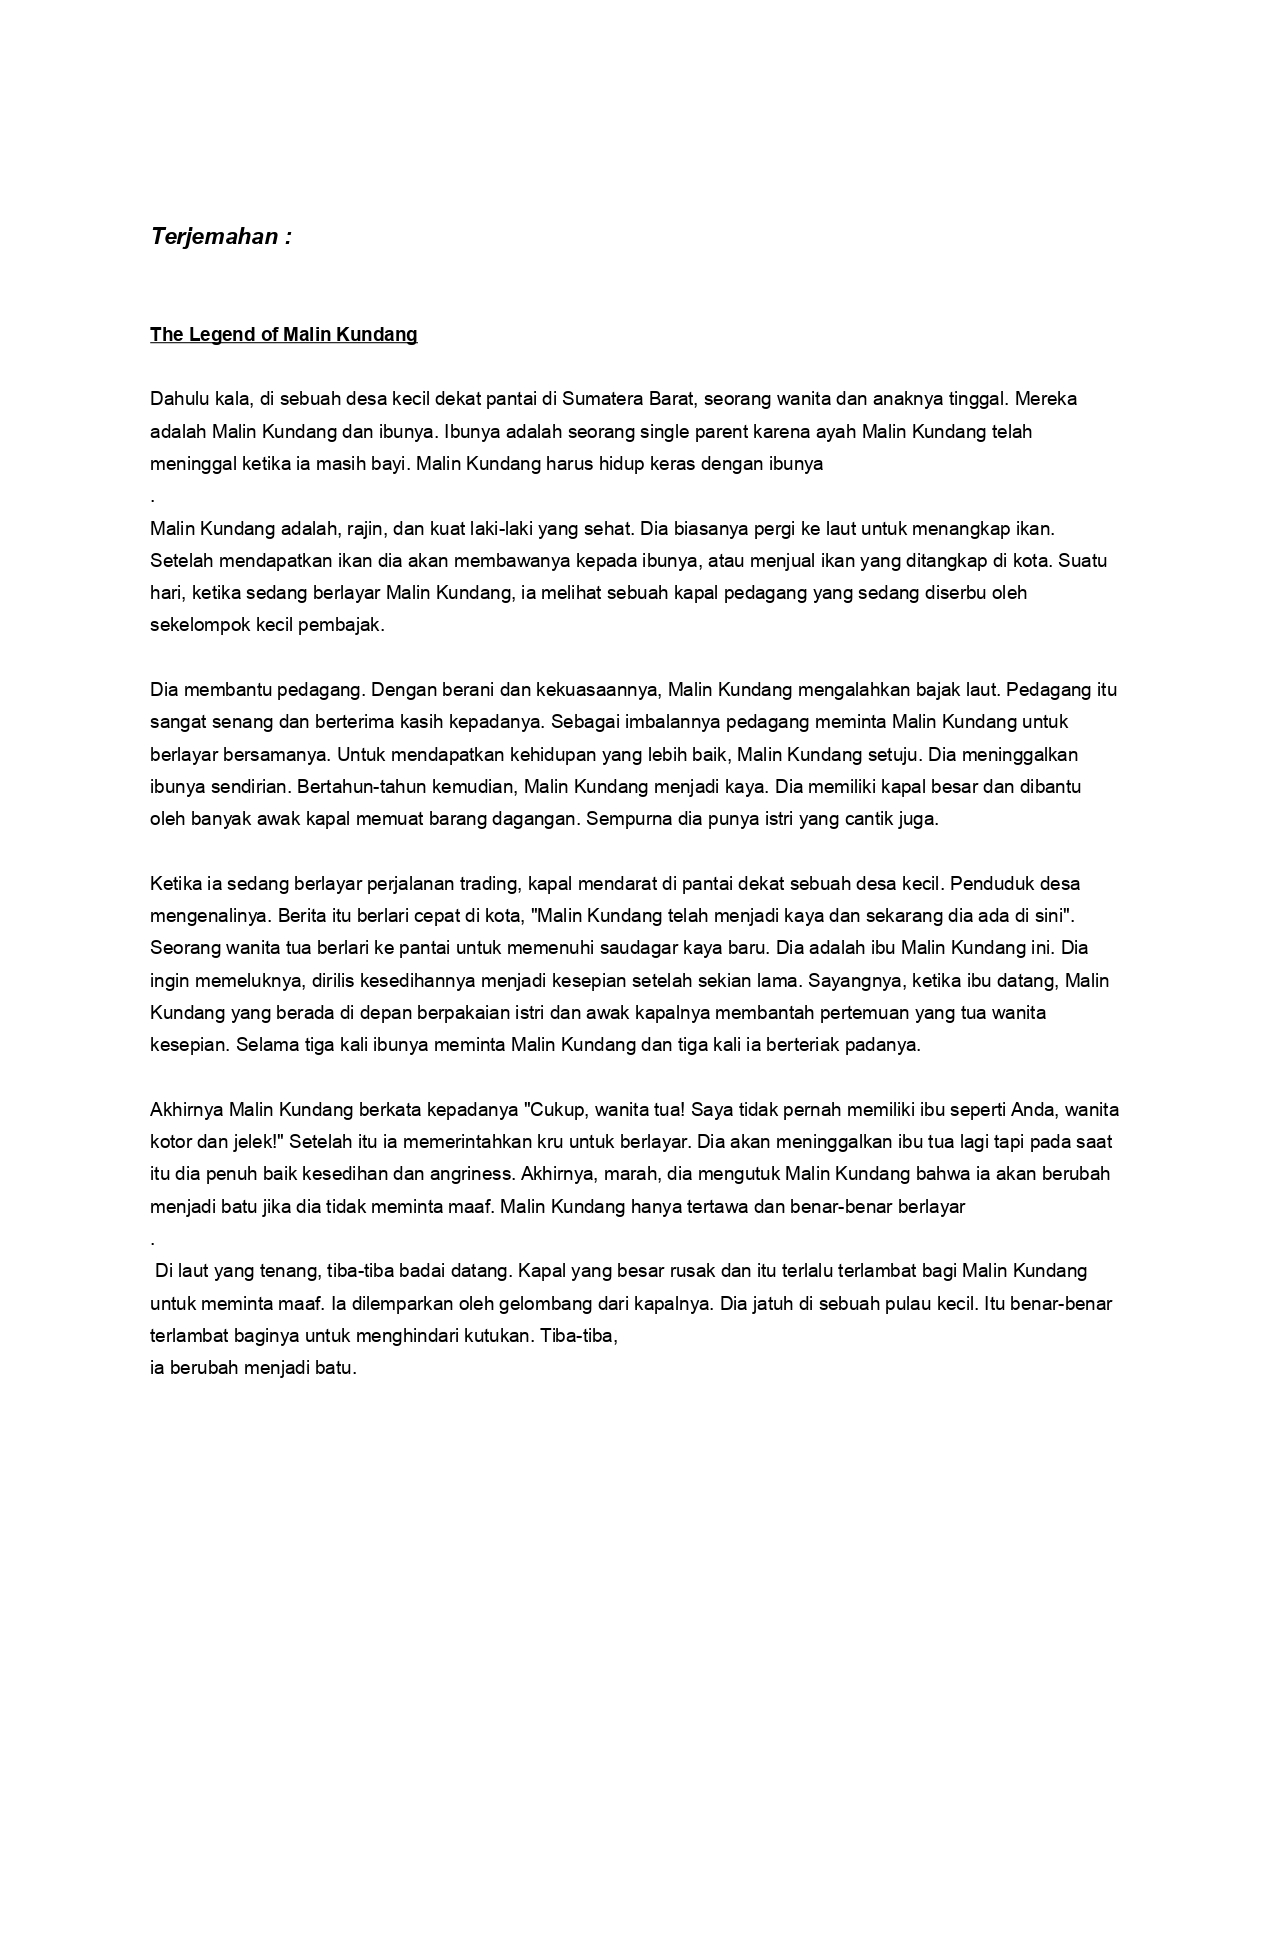 Terjemahan :
The Legend of Malin Kundang
Dahulu kala, di sebuah desa kecil dekat pantai di Sumatera Barat, seorang wanita dan anaknya tinggal. Mereka
adalah Malin Kundang dan ibunya. Ibunya adalah seorang single parent karena ayah Malin Kundang telah
meninggal ketika ia masih bayi. Malin Kundang harus hidup keras dengan ibunya
.
Malin Kundang adalah, rajin, dan kuat laki-laki yang sehat. Dia biasanya pergi ke laut untuk menangkap ikan.
Setelah mendapatkan ikan dia akan membawanya kepada ibunya, atau menjual ikan yang ditangkap di kota. Suatu
hari, ketika sedang berlayar Malin Kundang, ia melihat sebuah kapal pedagang yang sedang diserbu oleh
sekelompok kecil pembajak.
Dia membantu pedagang. Dengan berani dan kekuasaannya, Malin Kundang mengalahkan bajak laut. Pedagang itu
sangat senang dan berterima kasih kepadanya. Sebagai imbalannya pedagang meminta Malin Kundang untuk
berlayar bersamanya. Untuk mendapatkan kehidupan yang lebih baik, Malin Kundang setuju. Dia meninggalkan
ibunya sendirian. Bertahun-tahun kemudian, Malin Kundang menjadi kaya. Dia memiliki kapal besar dan dibantu
oleh banyak awak kapal memuat barang dagangan. Sempurna dia punya istri yang cantik juga.
Ketika ia sedang berlayar perjalanan trading, kapal mendarat di pantai dekat sebuah desa kecil. Penduduk desa
mengenalinya. Berita itu berlari cepat di kota, "Malin Kundang telah menjadi kaya dan sekarang dia ada di sini".
Seorang wanita tua berlari ke pantai untuk memenuhi saudagar kaya baru. Dia adalah ibu Malin Kundang ini. Dia
ingin memeluknya, dirilis kesedihannya menjadi kesepian setelah sekian lama. Sayangnya, ketika ibu datang, Malin
Kundang yang berada di depan berpakaian istri dan awak kapalnya membantah pertemuan yang tua wanita
kesepian. Selama tiga kali ibunya meminta Malin Kundang dan tiga kali ia berteriak padanya.
Akhirnya Malin Kundang berkata kepadanya "Cukup, wanita tua! Saya tidak pernah memiliki ibu seperti Anda, wanita
kotor dan jelek!" Setelah itu ia memerintahkan kru untuk berlayar. Dia akan meninggalkan ibu tua lagi tapi pada saat
itu dia penuh baik kesedihan dan angriness. Akhirnya, marah, dia mengutuk Malin Kundang bahwa ia akan berubah
menjadi batu jika dia tidak meminta maaf. Malin Kundang hanya tertawa dan benar-benar berlayar
.
Di laut yang tenang, tiba-tiba badai datang. Kapal yang besar rusak dan itu terlalu terlambat bagi Malin Kundang
untuk meminta maaf. Ia dilemparkan oleh gelombang dari kapalnya. Dia jatuh di sebuah pulau kecil. Itu benar-benar
terlambat baginya untuk menghindari kutukan. Tiba-tiba,
ia berubah menjadi batu.